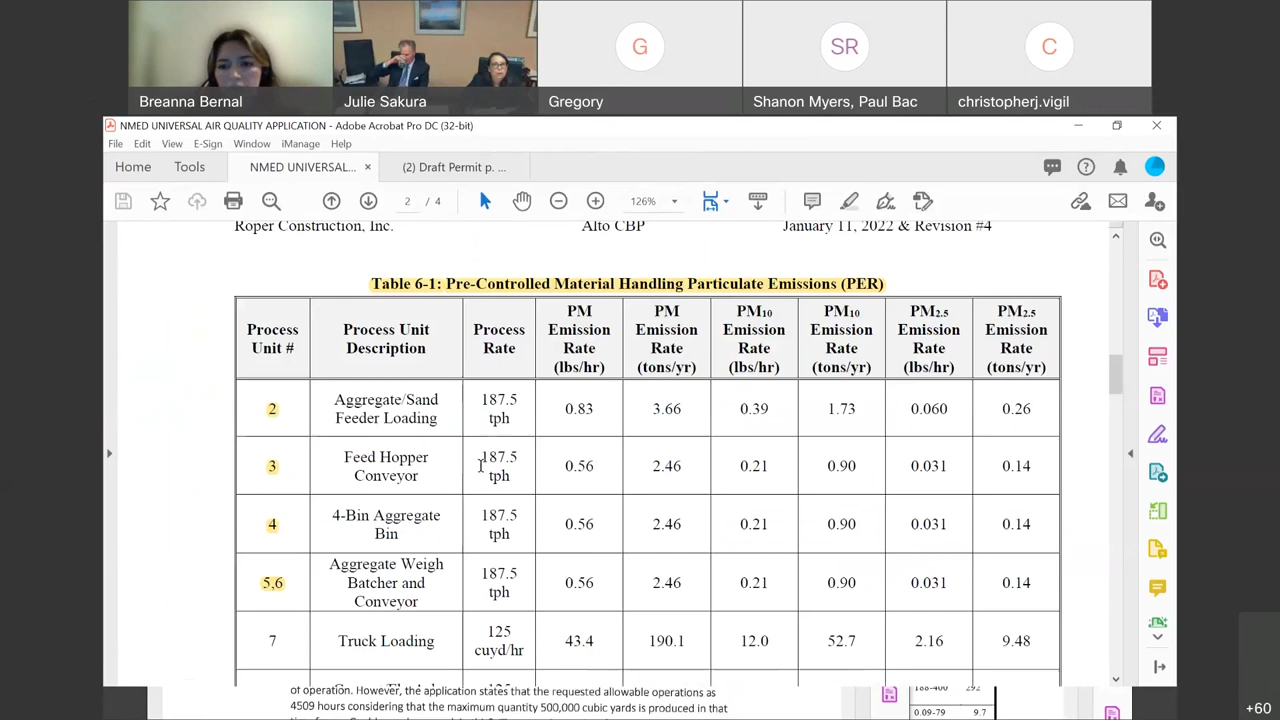 G
SR
C
Breanna Bernal
Julie Sakura
Gregory
Shanon Myers, Paul Bac
christopherj.vigil
NMED UNIVERSAL AIR QUALITY APPLICATION - Adobe Acrobat Pro DC (32-bit)
File Edit View E-Sign Window iManage Help
Home Tools NMED UNIVERSAL... × (2) Draft Permit p. ...
2 / 4 126%
Roper Construction, Inc. Alto CBP January 11, 2022 & Revision #4
Table 6-1: Pre-Controlled Material Handling Particulate Emissions (PER)
Process Unit # Process Unit Description Process Rate PM Emission Rate (lbs/hr) PM Emission Rate (tons/yr) PM10 Emission Rate (lbs/hr) PM10 Emission Rate (tons/yr) PM2.5 Emission Rate (lbs/hr) PM2.5 Emission Rate (tons/yr)
2 Aggregate/Sand Feeder Loading 187.5 tph 0.83 3.66 0.39 1.73 0.060 0.26
3 Feed Hopper Conveyor 187.5 tph 0.56 2.46 0.21 0.90 0.031 0.14
4 4-Bin Aggregate Bin 187.5 tph 0.56 2.46 0.21 0.90 0.031 0.14
5,6 Aggregate Weigh Batcher and Conveyor 187.5 tph 0.56 2.46 0.21 0.90 0.031 0.14
7 Truck Loading 125 cuyd/hr 43.4 190.1 12.0 52.7 2.16 9.48
of operation. However, the application states that the requested allowable operations as
4509 hours considering that the maximum quantity 500,000 cubic yards is produced in that
188-400 292
0.09-79 9.7
+60